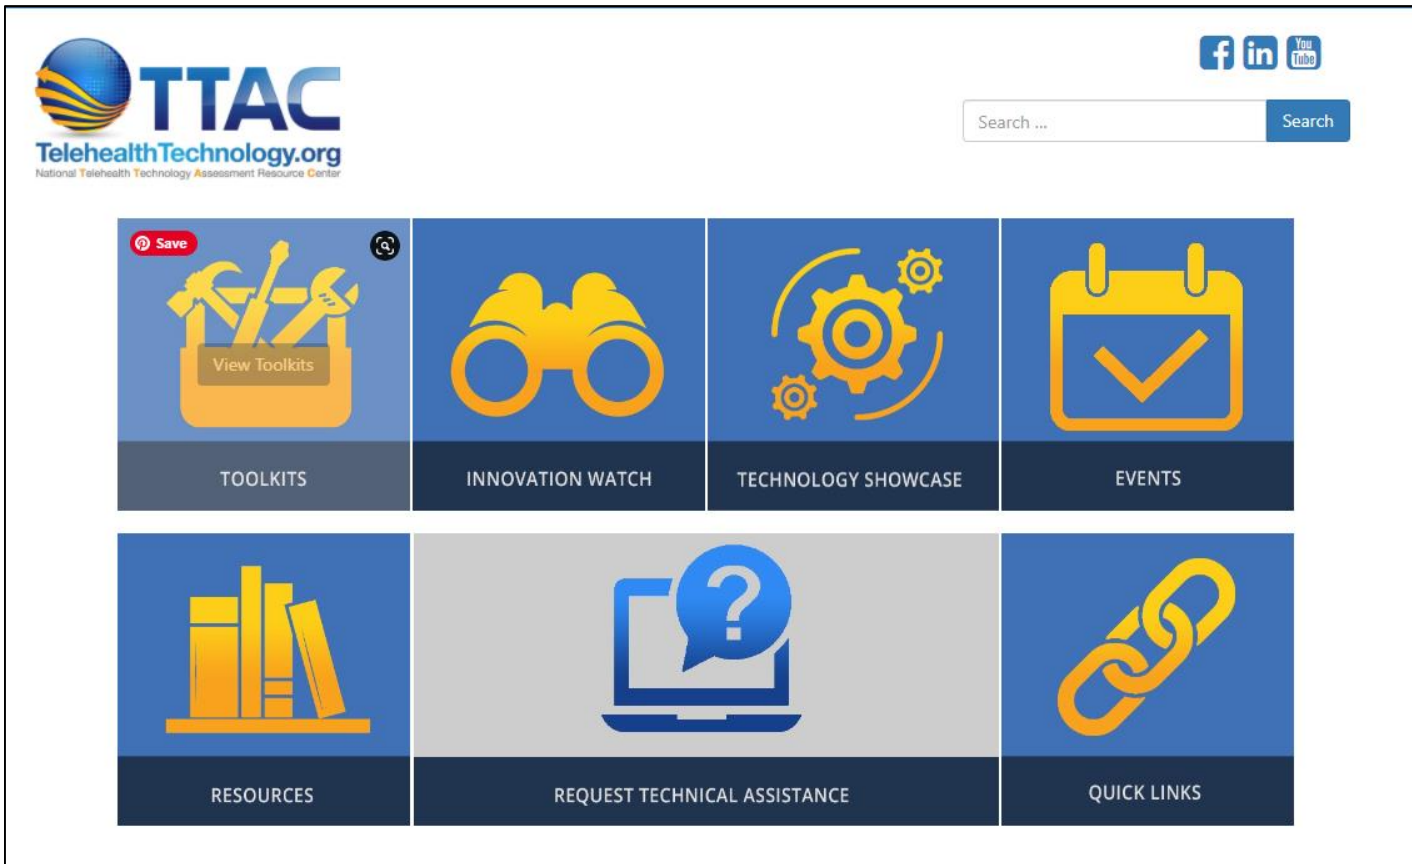 TTAC
TelehealthTechnology.org
National Telehealth Technology Assessment Resource Center
f in You Tube
Search ... Search
Save
View Toolkits
TOOLKITS INNOVATION WATCH TECHNOLOGY SHOWCASE EVENTS
?
RESOURCES REQUEST TECHNICAL ASSISTANCE QUICK LINKS